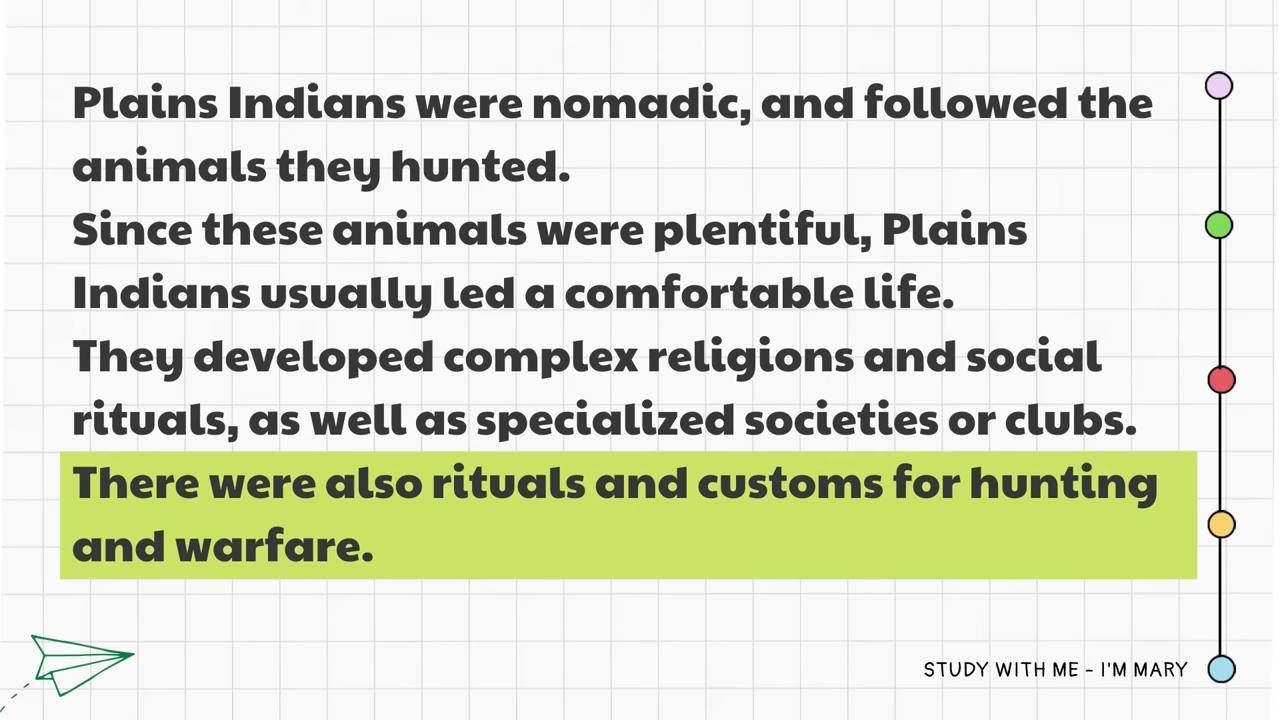 Plains Indians were nomadic, and followed the
animals they hunted.
Since these animals were plentiful, Plains
Indians usually led a comfortable life.
They developed complex religions and social
rituals, as well as specialized societies or clubs.
There were also rituals and customs for hunting
and warfare.
STUDY WITH ME - I'M MARY